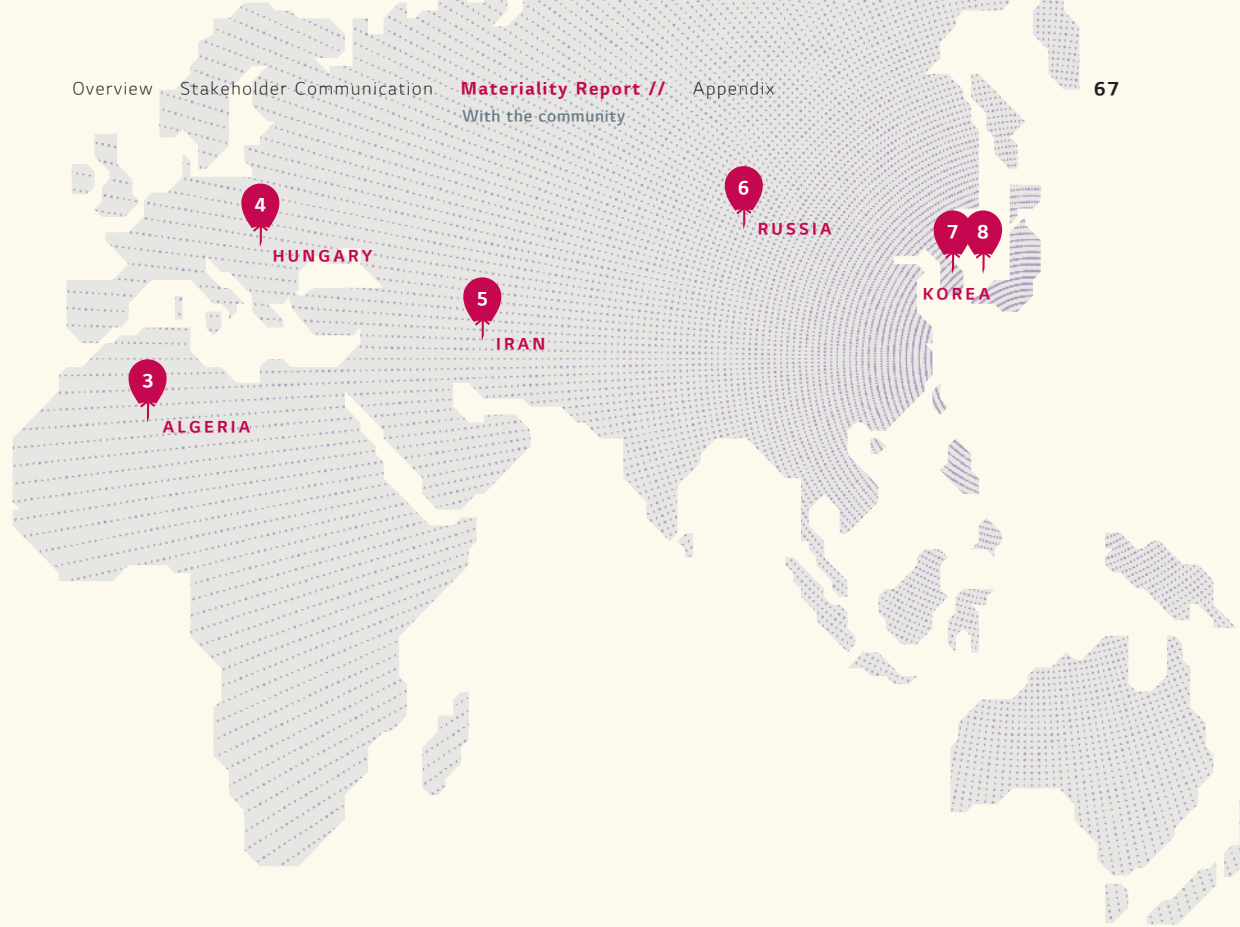 Overview Stakeholder Communication Materiality Report // Appendix 67
With the community
6
RUSSIA
4
HUNGARY
7 8
KOREA
5
IRAN
3
ALGERIA